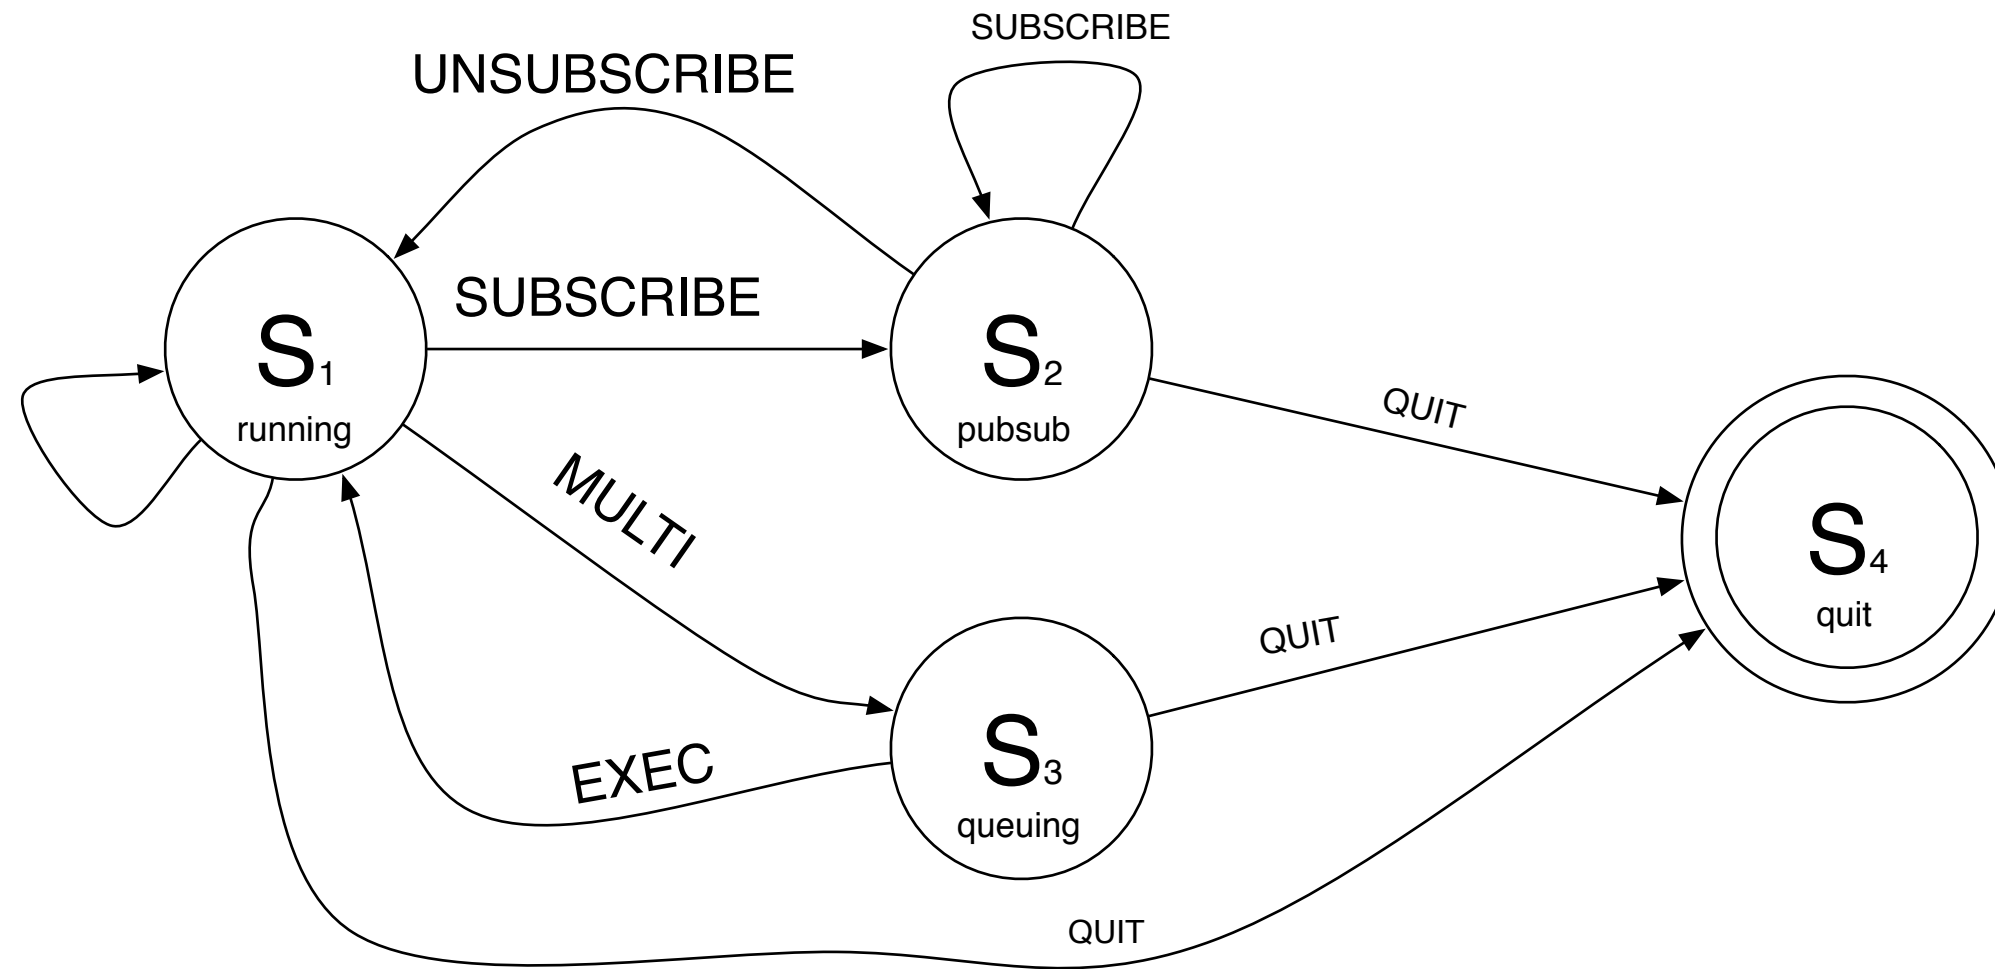 SUBSCRIBE
UNSUBSCRIBE
SUBSCRIBE
S1
running
S2
pubsub
QUIT
MULTI
S4
quit
QUIT
EXEC
S3
queuing
QUIT